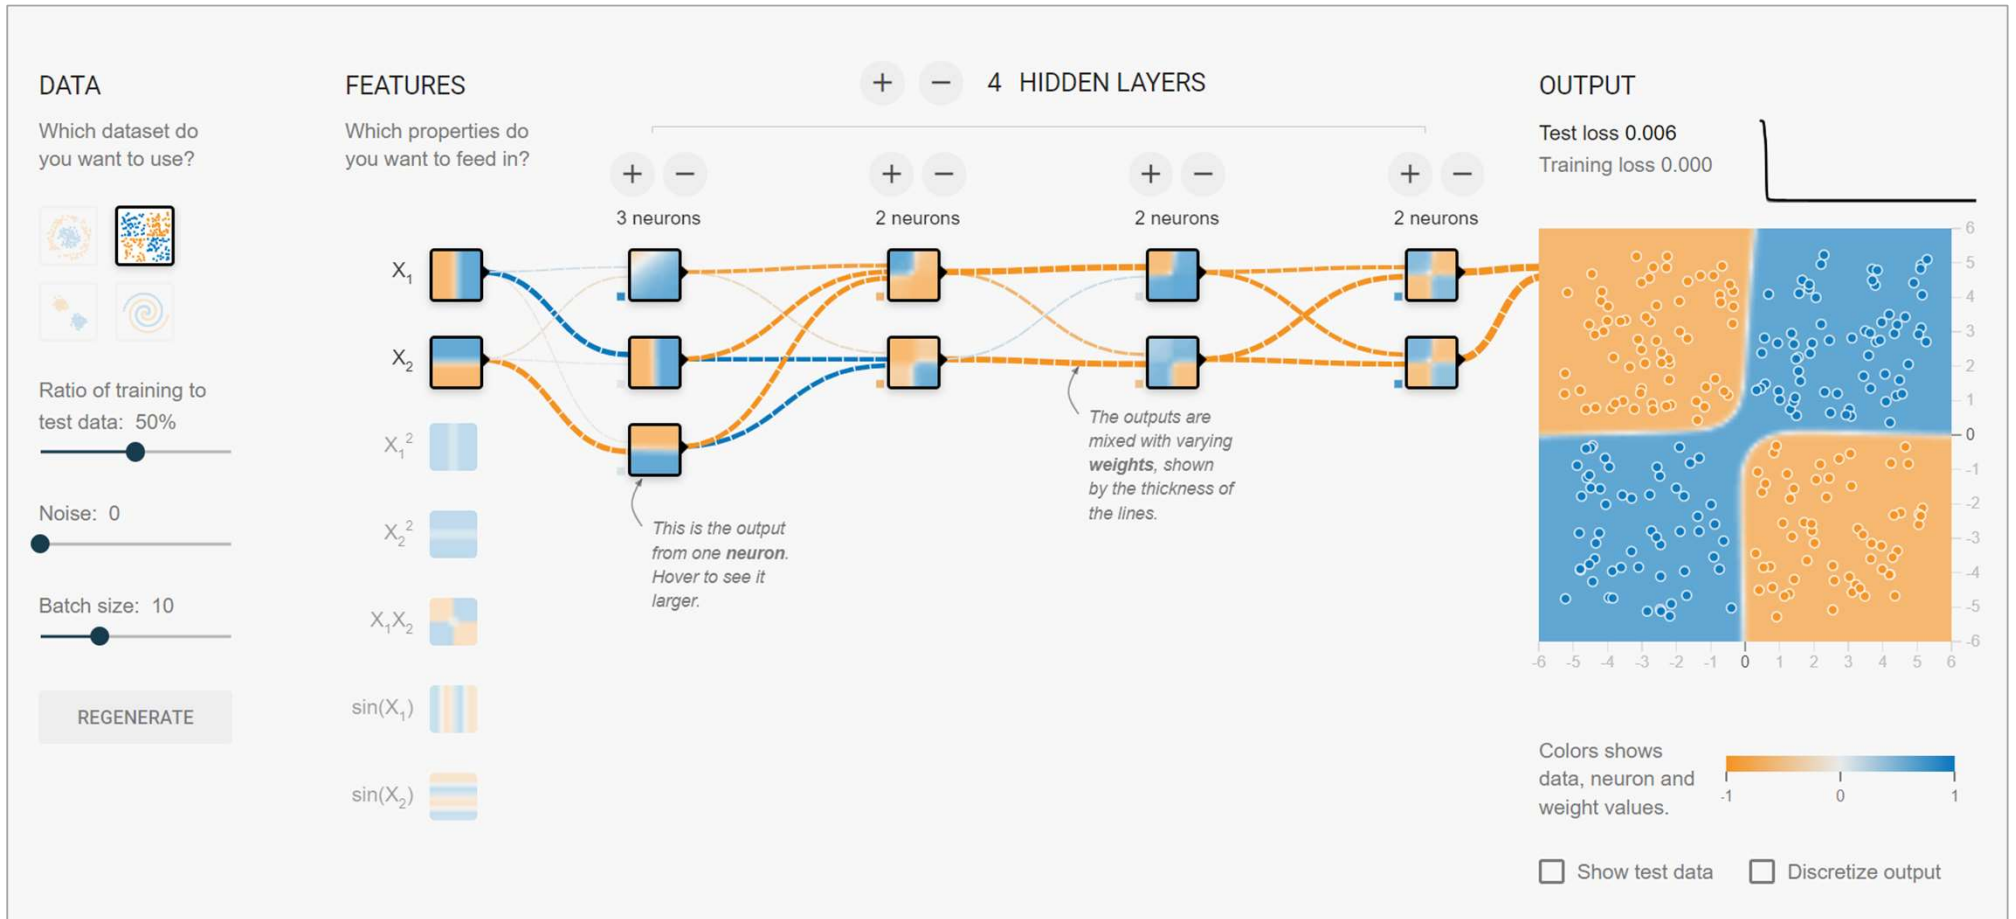 DATA
Which dataset do
you want to use?
Ratio of training to
test data: 50%
Noise: 0
Batch size: 10
REGENERATE
FEATURES
Which properties do
you want to feed in?
X₁
X₂
X₁²
X₂²
X₁X₂
sin(X₁)
sin(X₂)
+ − 4 HIDDEN LAYERS
+ − + − + − + −
3 neurons 2 neurons 2 neurons 2 neurons
This is the output
from one neuron.
Hover to see it
larger.
The outputs are
mixed with varying
weights, shown
by the thickness of
the lines.
OUTPUT
Test loss 0.006
Training loss 0.000
6
5
4
3
2
1
0
-1
-2
-3
-4
-5
-6
-6 -5 -4 -3 -2 -1 0 1 2 3 4 5 6
Colors shows
data, neuron and
weight values.
-1 0 1
Show test data Discretize output